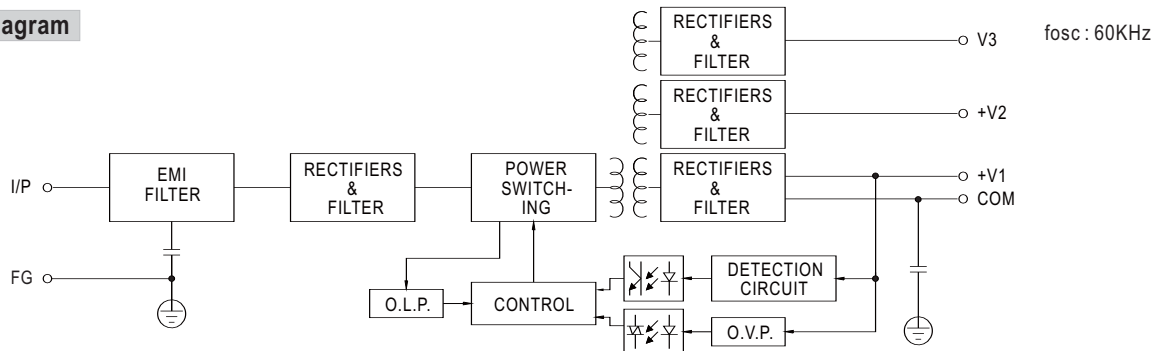 agram
RECTIFIERS
&
FILTER
V3
fosc : 60KHz
RECTIFIERS
&
FILTER
+V2
I/P
EMI
FILTER
RECTIFIERS
&
FILTER
POWER
SWITCH-
ING
RECTIFIERS
&
FILTER
+V1
COM
FG
O.L.P.
CONTROL
DETECTION
CIRCUIT
O.V.P.